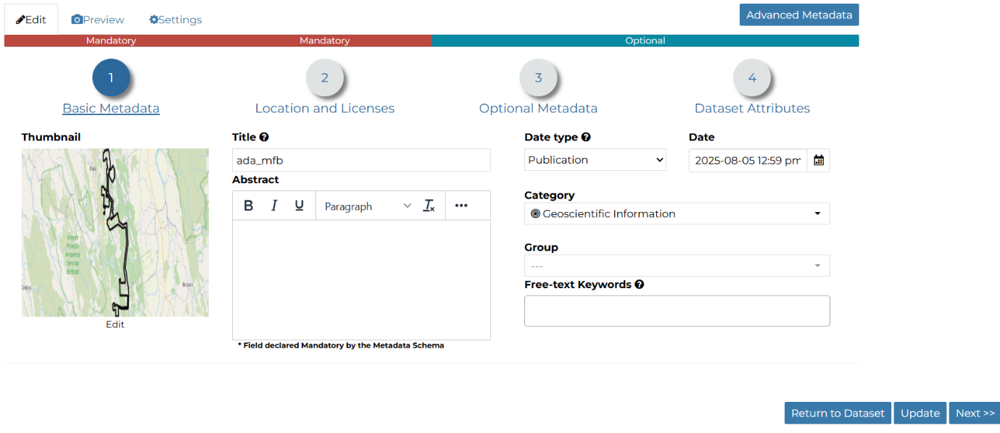 Edit Preview Settings Advanced Metadata
Mandatory Mandatory Optional
1 2 3 4
Basic Metadata Location and Licenses Optional Metadata Dataset Attributes
Thumbnail Title Date type Date
ada_mfb Publication 2025-08-05 12:59 pm
Abstract
B I U Paragraph Tx •••
Category
Geoscientific Information
Group
---
Free-text Keywords
Edit
* Field declared Mandatory by the Metadata Schema
Return to Dataset Update Next >>